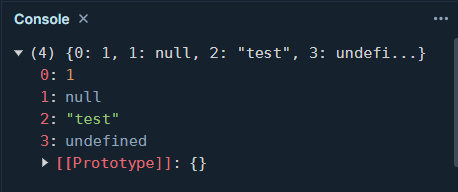 Console ×
(4) {0: 1, 1: null, 2: "test", 3: undefi...}
0: 1
1: null
2: "test"
3: undefined
[[Prototype]]: {}